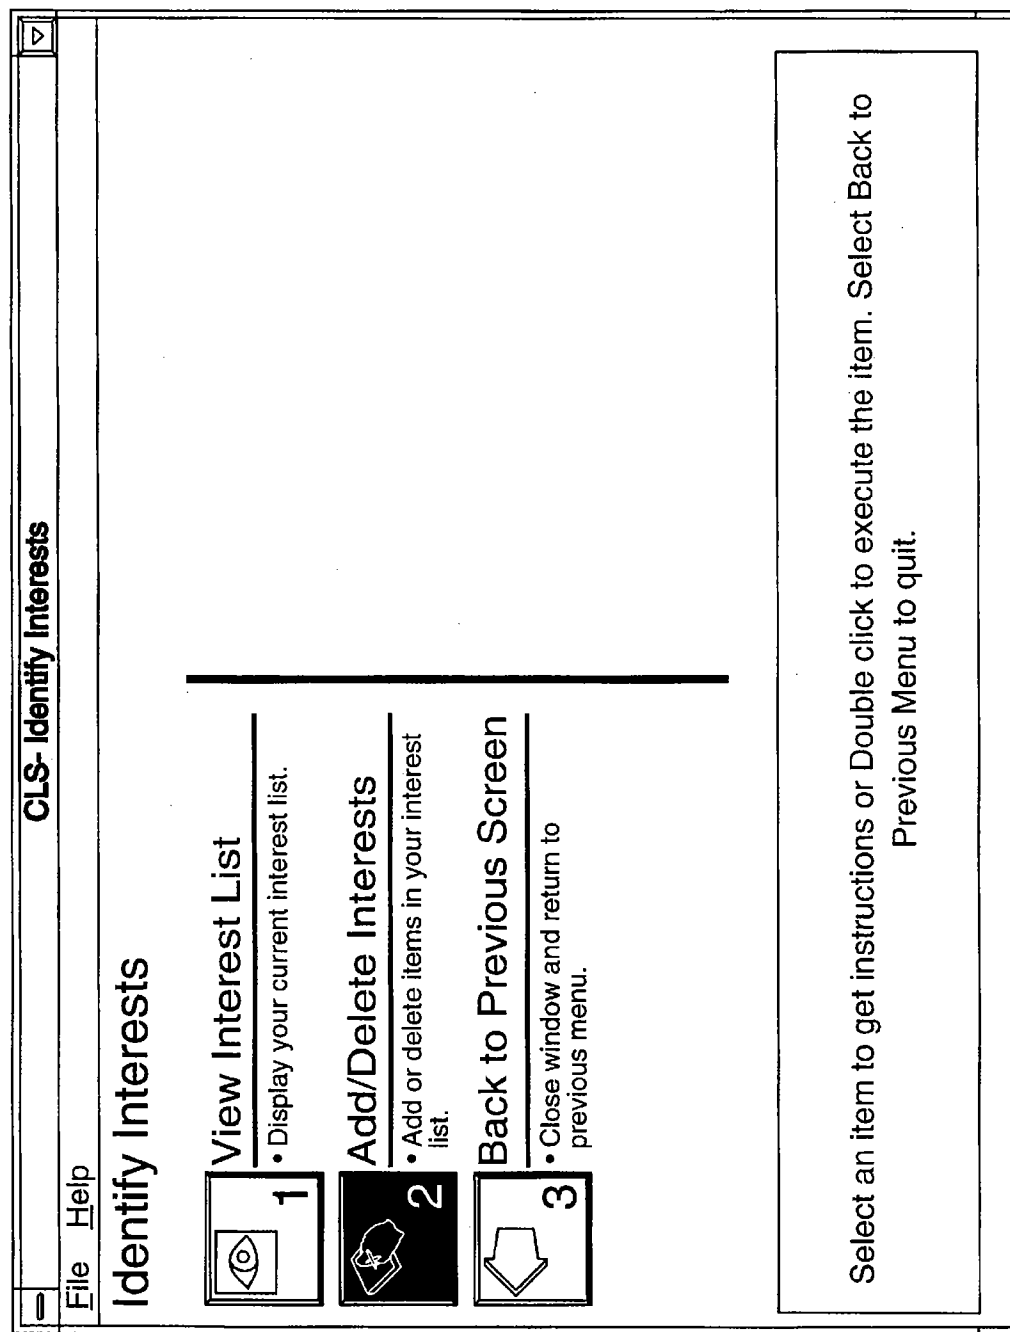 CLS- Identify Interests
File Help
Identify Interests
1
View Interest List
• Display your current interest list.
2
Add/Delete Interests
• Add or delete items in your interest
list.
3
Back to Previous Screen
• Close window and return to
previous menu.
Select an item to get instructions or Double click to execute the item. Select Back to
Previous Menu to quit.